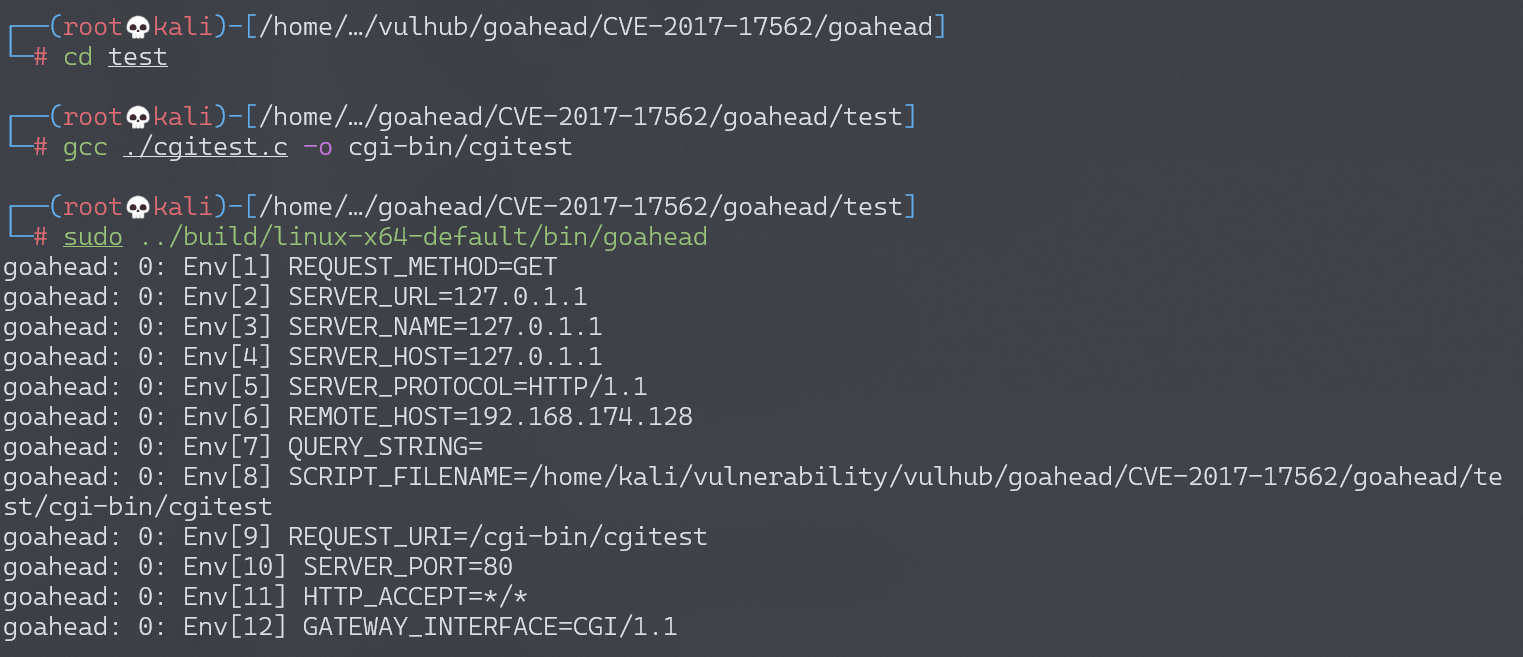 ┌──(root💀kali)-[/home/…/vulhub/goahead/CVE-2017-17562/goahead]
└─# cd test
┌──(root💀kali)-[/home/…/goahead/CVE-2017-17562/goahead/test]
└─# gcc ./cgitest.c -o cgi-bin/cgitest
┌──(root💀kali)-[/home/…/goahead/CVE-2017-17562/goahead/test]
└─# sudo ../build/linux-x64-default/bin/goahead
goahead: 0: Env[1] REQUEST_METHOD=GET
goahead: 0: Env[2] SERVER_URL=127.0.1.1
goahead: 0: Env[3] SERVER_NAME=127.0.1.1
goahead: 0: Env[4] SERVER_HOST=127.0.1.1
goahead: 0: Env[5] SERVER_PROTOCOL=HTTP/1.1
goahead: 0: Env[6] REMOTE_HOST=192.168.174.128
goahead: 0: Env[7] QUERY_STRING=
goahead: 0: Env[8] SCRIPT_FILENAME=/home/kali/vulnerability/vulhub/goahead/CVE-2017-17562/goahead/te
st/cgi-bin/cgitest
goahead: 0: Env[9] REQUEST_URI=/cgi-bin/cgitest
goahead: 0: Env[10] SERVER_PORT=80
goahead: 0: Env[11] HTTP_ACCEPT=*/*
goahead: 0: Env[12] GATEWAY_INTERFACE=CGI/1.1